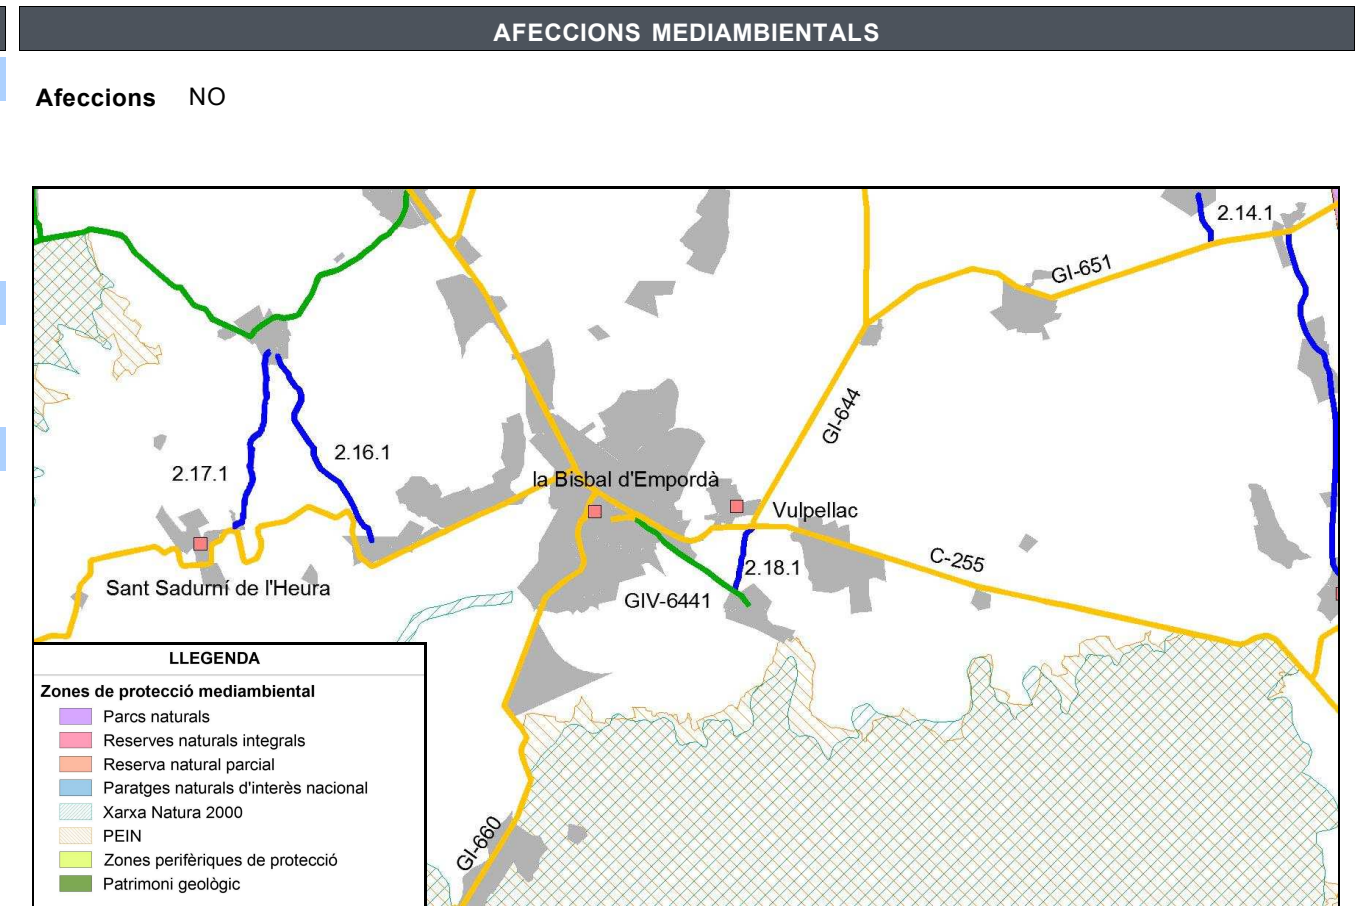 AFECCIONS MEDIAMBIENTALS
Afeccions NO
2.14.1
GI-651
GI-644
2.16.1
2.17.1
la Bisbal d'Empordà
Vulpellac
C-255
2.18.1
Sant Sadurní de l'Heura
GIV-6441
GI-660
LLEGENDA
Zones de protecció mediambiental
Parcs naturals
Reserves naturals integrals
Reserva natural parcial
Paratges naturals d'interès nacional
Xarxa Natura 2000
PEIN
Zones perifèriques de protecció
Patrimoni geològic